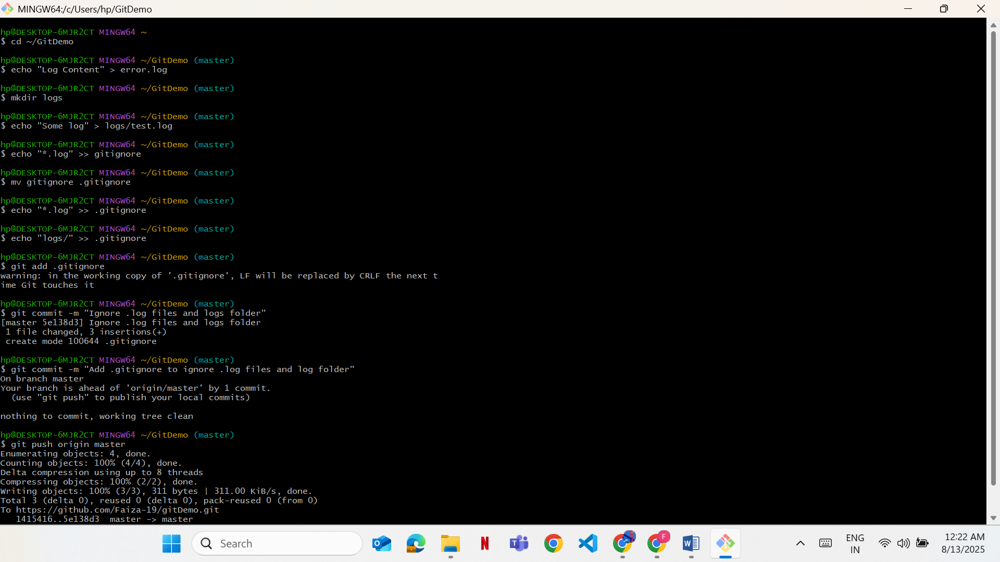 MINGW64:/c/Users/hp/GitDemo
hp@DESKTOP-6MJR2CT MINGW64 ~
$ cd ~/GitDemo
hp@DESKTOP-6MJR2CT MINGW64 ~/GitDemo (master)
$ echo "Log Content" > error.log
hp@DESKTOP-6MJR2CT MINGW64 ~/GitDemo (master)
$ mkdir logs
hp@DESKTOP-6MJR2CT MINGW64 ~/GitDemo (master)
$ echo "Some log" > logs/test.log
hp@DESKTOP-6MJR2CT MINGW64 ~/GitDemo (master)
$ echo "*.log" >> gitignore
hp@DESKTOP-6MJR2CT MINGW64 ~/GitDemo (master)
$ mv gitignore .gitignore
hp@DESKTOP-6MJR2CT MINGW64 ~/GitDemo (master)
$ echo "*.log" >> .gitignore
hp@DESKTOP-6MJR2CT MINGW64 ~/GitDemo (master)
$ echo "logs/" >> .gitignore
hp@DESKTOP-6MJR2CT MINGW64 ~/GitDemo (master)
$ git add .gitignore
warning: in the working copy of '.gitignore', LF will be replaced by CRLF the next t
ime Git touches it
hp@DESKTOP-6MJR2CT MINGW64 ~/GitDemo (master)
$ git commit -m "Ignore .log files and logs folder"
[master 5e138d3] Ignore .log files and logs folder
1 file changed, 3 insertions(+)
create mode 100644 .gitignore
hp@DESKTOP-6MJR2CT MINGW64 ~/GitDemo (master)
$ git commit -m "Add .gitignore to ignore .log files and log folder"
On branch master
Your branch is ahead of 'origin/master' by 1 commit.
(use "git push" to publish your local commits)
nothing to commit, working tree clean
hp@DESKTOP-6MJR2CT MINGW64 ~/GitDemo (master)
$ git push origin master
Enumerating objects: 4, done.
Counting objects: 100% (4/4), done.
Delta compression using up to 8 threads
Compressing objects: 100% (2/2), done.
Writing objects: 100% (3/3), 311 bytes | 311.00 KiB/s, done.
Total 3 (delta 0), reused 0 (delta 0), pack-reused 0 (from 0)
To https://github.com/Faiza-19/gitDemo.git
1415416..5e138d3  master -> master
Search
ENG
IN
12:22 AM
8/13/2025